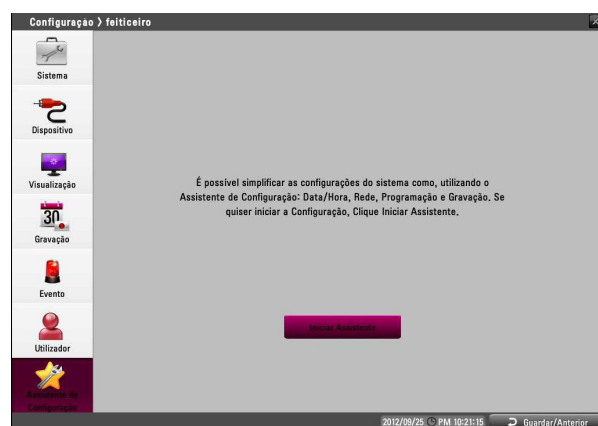 Configuração › feiticeiro
Sistema
Dispositivo
Visualização
30
Gravação
Evento
Utilizador
Assistente de
Configuração
É possível simplificar as configurações do sistema como, utilizando o
Assistente de Configuração: Data/Hora, Rede, Programação e Gravação. Se
quiser iniciar a Configuração, Clique Iniciar Assistente.
Iniciar Assistente
2012/09/25 PM 10:21:15 Guardar/Anterior